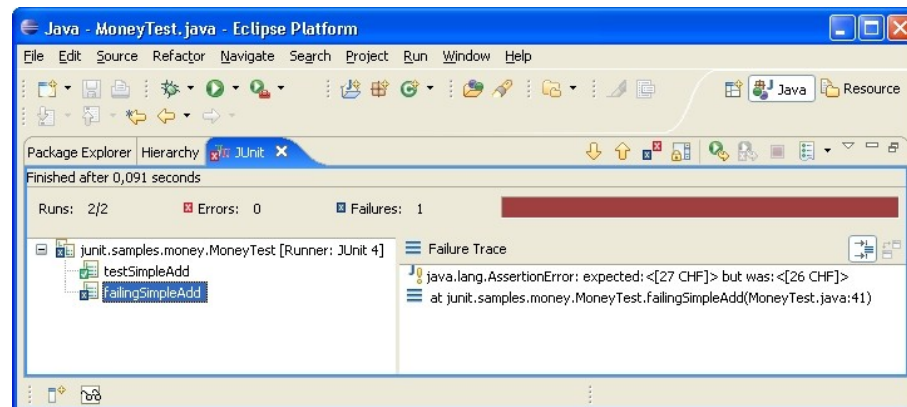 Java - MoneyTest.java - Eclipse Platform
File Edit Source Refactor Navigate Search Project Run Window Help
Java Resource
Package Explorer Hierarchy JUnit
Finished after 0,091 seconds
Runs: 2/2 Errors: 0 Failures: 1
junit.samples.money.MoneyTest [Runner: JUnit 4]
testSimpleAdd
failingSimpleAdd
Failure Trace
java.lang.AssertionError: expected:<[27 CHF]> but was:<[26 CHF]>
at junit.samples.money.MoneyTest.failingSimpleAdd(MoneyTest.java:41)